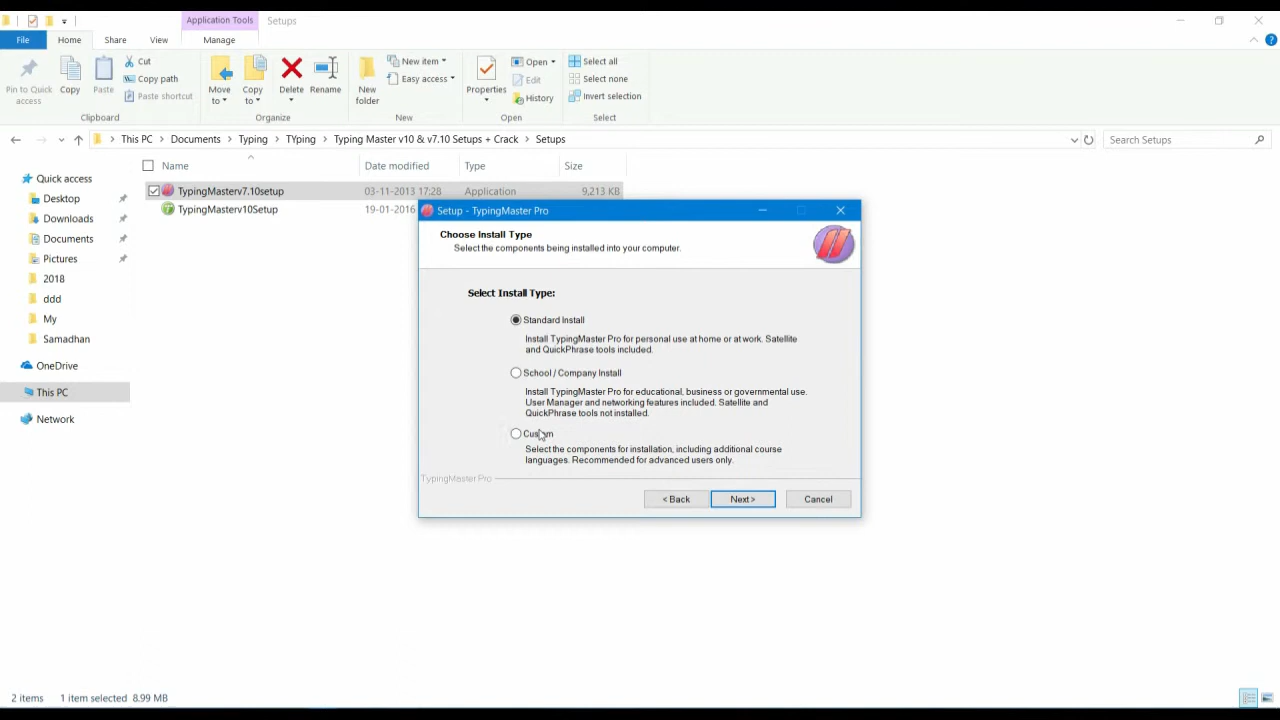 Application Tools
Setups
File
Home
Share
View
Manage
Pin to Quick access
Copy
Paste
Cut
Copy path
Paste shortcut
Move to
Copy to
Delete
Rename
New folder
New item
Easy access
Properties
Open
Edit
History
Select all
Select none
Invert selection
Clipboard
Organize
New
Open
Select
This PC
Documents
Typing
TYping
Typing Master v10 & v7.10 Setups + Crack
Setups
Search Setups
Name
Date modified
Type
Size
Quick access
Desktop
Downloads
Documents
Pictures
2018
ddd
My
Samadhan
OneDrive
This PC
Network
TypingMasterv7.10setup
03-11-2013 17:28
Application
9,213 KB
TypingMasterv10Setup
19-01-2016
Setup - TypingMaster Pro
Choose Install Type
Select the components being installed into your computer.
Select Install Type:
Standard Install
Install TypingMaster Pro for personal use at home or at work. Satellite
and QuickPhrase tools included.
School / Company Install
Install TypingMaster Pro for educational, business or governmental use.
User Manager and networking features included. Satellite and
QuickPhrase tools not installed.
Custom
Select the components for installation, including additional course
languages. Recommended for advanced users only.
TypingMaster Pro
< Back
Next >
Cancel
2 items
1 item selected 8.99 MB